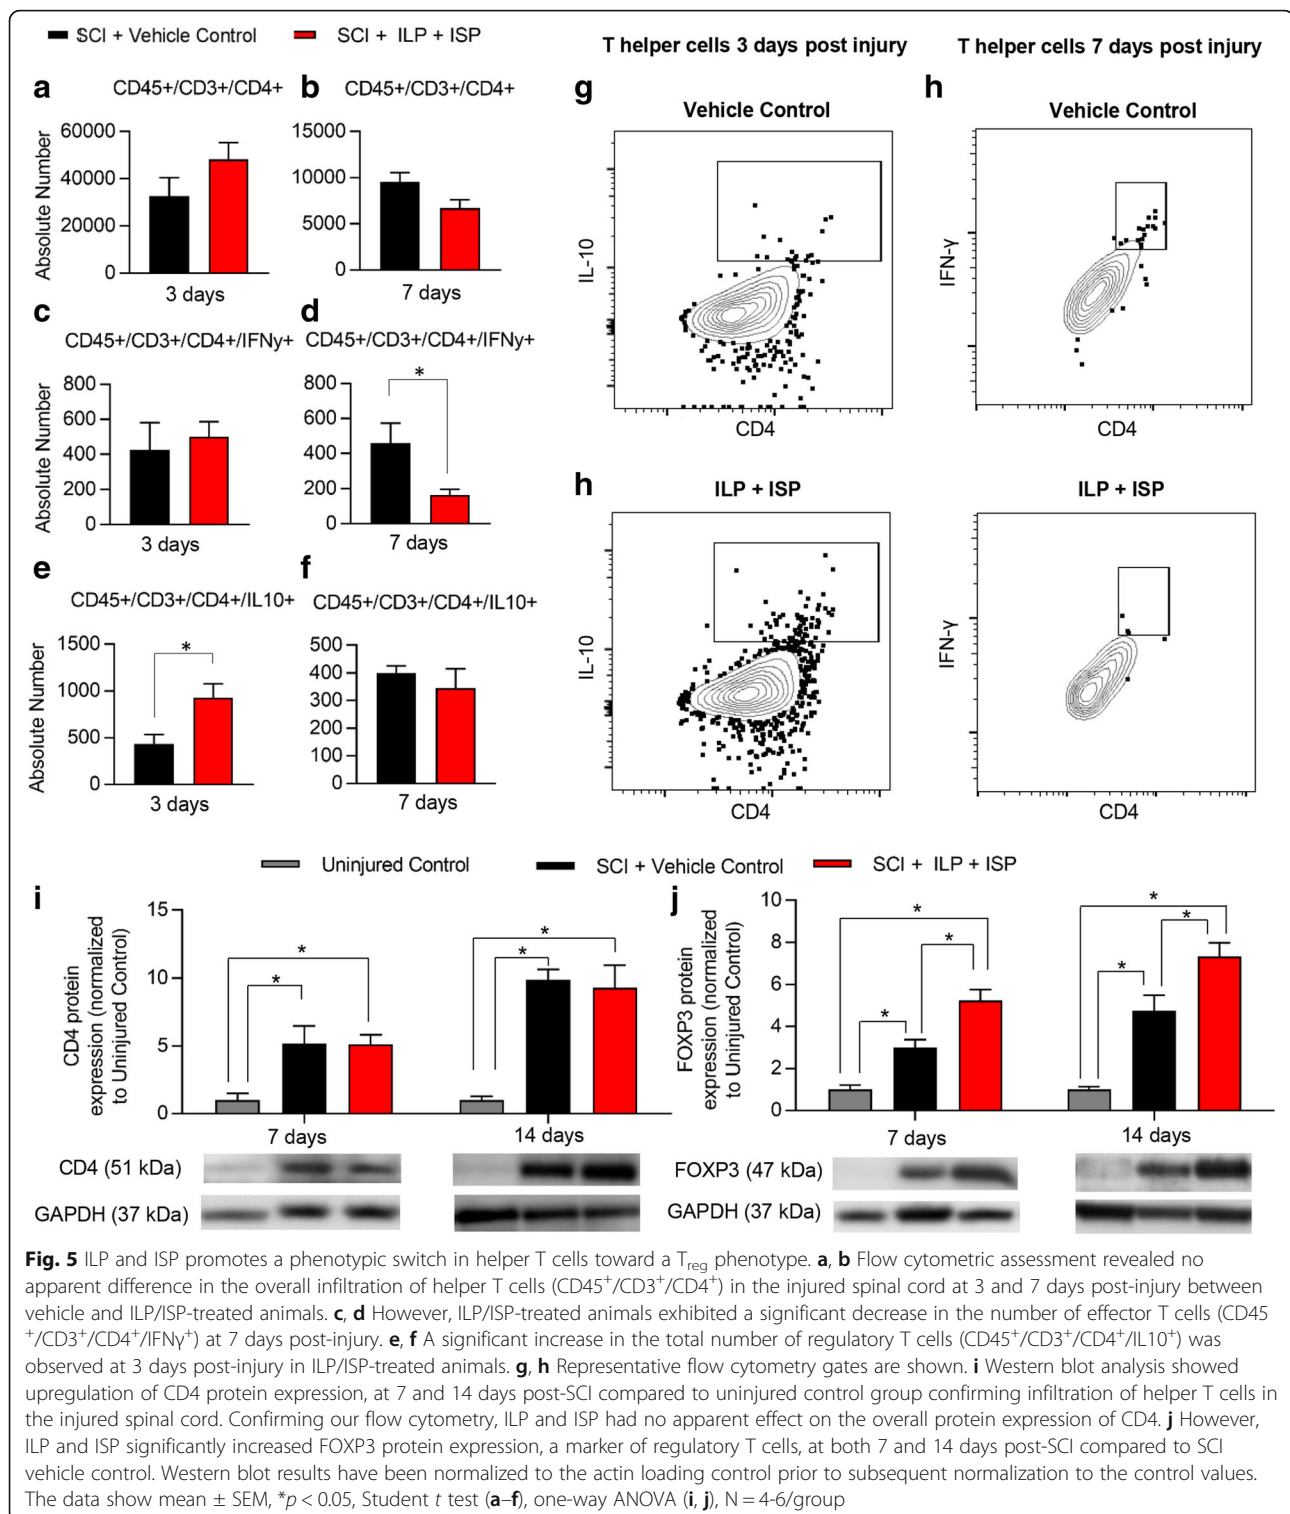 SCI + Vehicle Control SCI + ILP + ISP
a CD45+/CD3+/CD4+
Absolute Number
60000
40000
20000
0
3 days
b CD45+/CD3+/CD4+
15000
10000
5000
0
7 days
c CD45+/CD3+/CD4+/IFNy+
Absolute Number
800
600
400
200
0
3 days
d CD45+/CD3+/CD4+/IFNy+
800
600
400
200
0
*
7 days
e CD45+/CD3+/CD4+/IL10+
Absolute Number
1500
1000
500
0
*
3 days
f CD45+/CD3+/CD4+/IL10+
500
400
300
200
100
0
7 days
T helper cells 3 days post injury
g Vehicle Control
IL-10
CD4
h ILP + ISP
IL-10
CD4
T helper cells 7 days post injury
h Vehicle Control
IFN-γ
CD4
ILP + ISP
IFN-γ
CD4
Uninjured Control SCI + Vehicle Control SCI + ILP + ISP
i
CD4 protein
expression (normalized
to Uninjured Control)
15
10
5
0
* *
* *
7 days 14 days
CD4 (51 kDa)
GAPDH (37 kDa)
j
FOXP3 protein
expression (normalized
to Uninjured Control)
10
8
6
4
2
0
* * *
* * *
7 days 14 days
FOXP3 (47 kDa)
GAPDH (37 kDa)
Fig. 5 ILP and ISP promotes a phenotypic switch in helper T cells toward a Treg phenotype. a, b Flow cytometric assessment revealed no
apparent difference in the overall infiltration of helper T cells (CD45+/CD3+/CD4+) in the injured spinal cord at 3 and 7 days post-injury between
vehicle and ILP/ISP-treated animals. c, d However, ILP/ISP-treated animals exhibited a significant decrease in the number of effector T cells (CD45
+/CD3+/CD4+/IFNγ+) at 7 days post-injury. e, f A significant increase in the total number of regulatory T cells (CD45+/CD3+/CD4+/IL10+) was
observed at 3 days post-injury in ILP/ISP-treated animals. g, h Representative flow cytometry gates are shown. i Western blot analysis showed
upregulation of CD4 protein expression, at 7 and 14 days post-SCI compared to uninjured control group confirming infiltration of helper T cells in
the injured spinal cord. Confirming our flow cytometry, ILP and ISP had no apparent effect on the overall protein expression of CD4. j However,
ILP and ISP significantly increased FOXP3 protein expression, a marker of regulatory T cells, at both 7 and 14 days post-SCI compared to SCI
vehicle control. Western blot results have been normalized to the actin loading control prior to subsequent normalization to the control values.
The data show mean ± SEM, *p < 0.05, Student t test (a–f), one-way ANOVA (i, j), N = 4-6/group